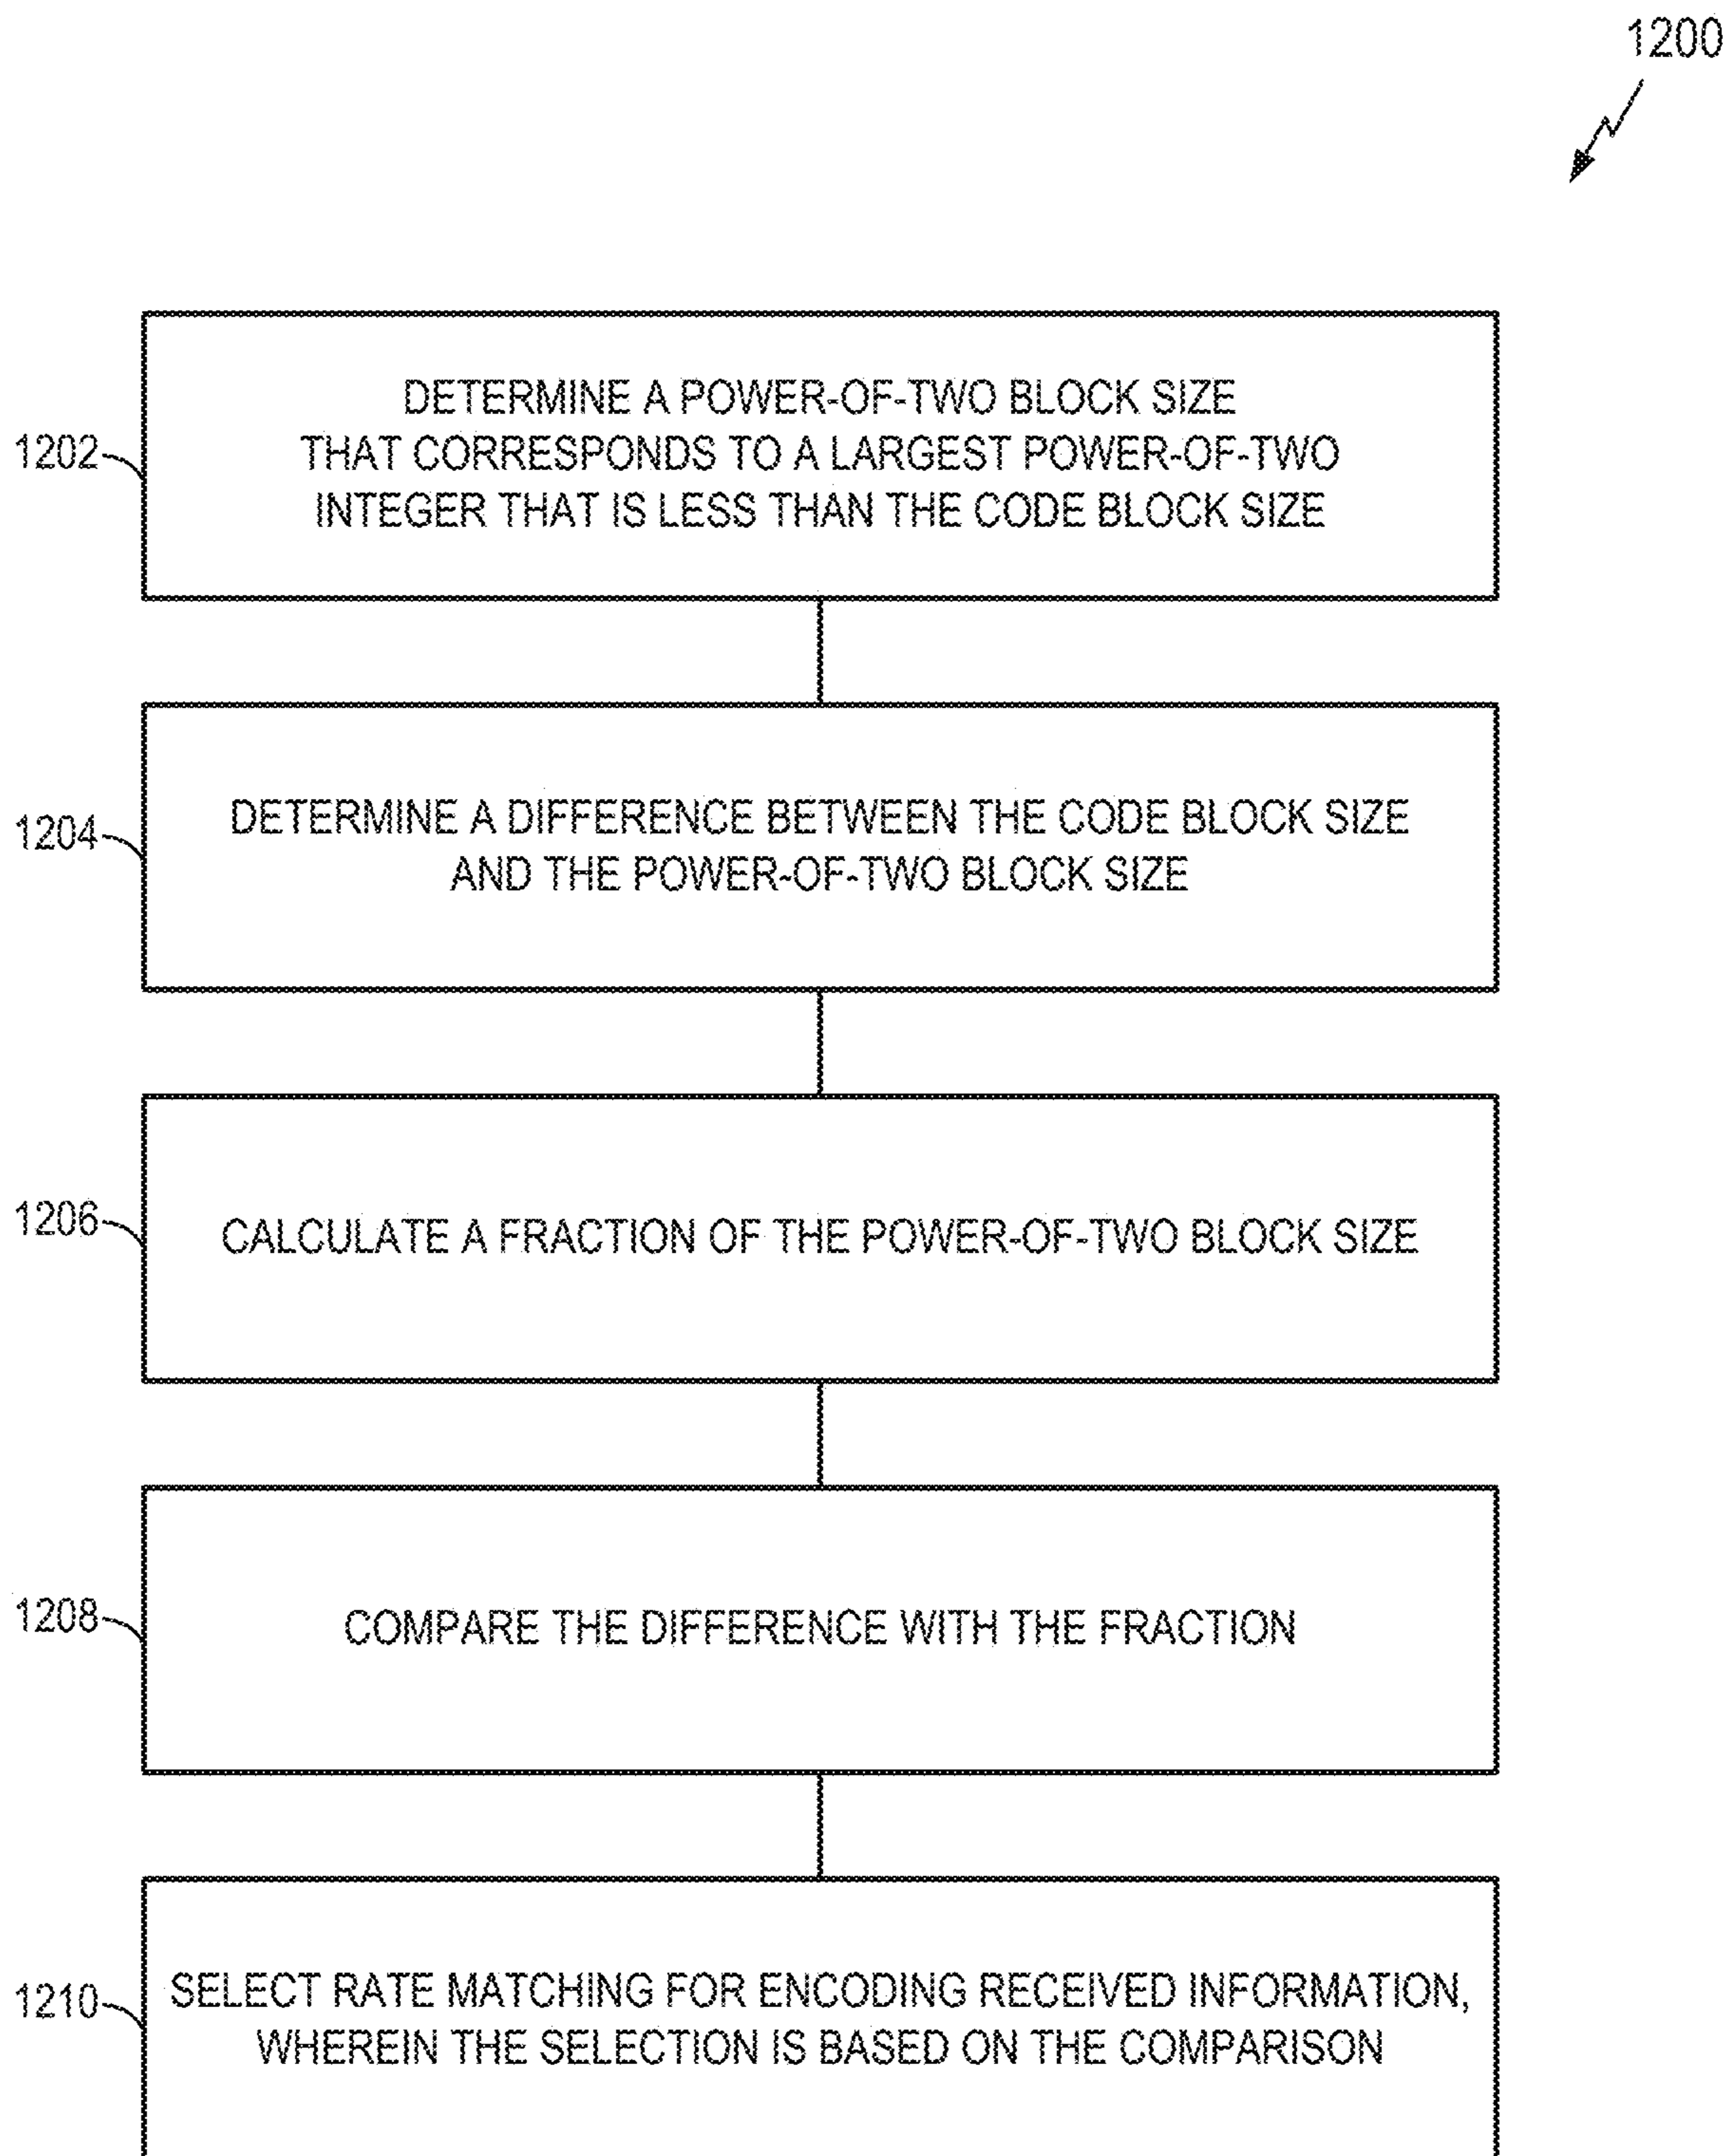 1200
1202
DETERMINE A POWER-OF-TWO BLOCK SIZE
THAT CORRESPONDS TO A LARGEST POWER-OF-TWO
INTEGER THAT IS LESS THAN THE CODE BLOCK SIZE
1204
DETERMINE A DIFFERENCE BETWEEN THE CODE BLOCK SIZE
AND THE POWER-OF-TWO BLOCK SIZE
1206
CALCULATE A FRACTION OF THE POWER-OF-TWO BLOCK SIZE
1208
COMPARE THE DIFFERENCE WITH THE FRACTION
1210
SELECT RATE MATCHING FOR ENCODING RECEIVED INFORMATION,
WHEREIN THE SELECTION IS BASED ON THE COMPARISON